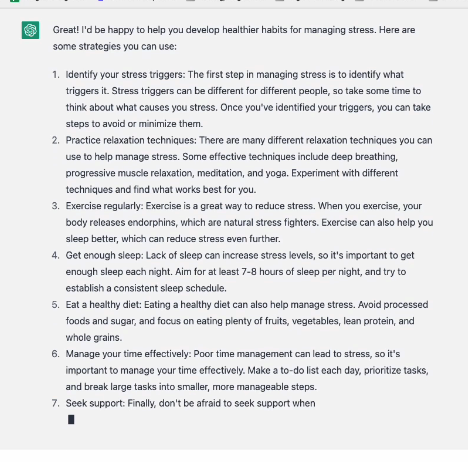 Great! I'd be happy to help you develop healthier habits for managing stress. Here are
some strategies you can use:
1. Identify your stress triggers: The first step in managing stress is to identify what
triggers it. Stress triggers can be different for different people, so take some time to
think about what causes you stress. Once you've identified your triggers, you can take
steps to avoid or minimize them.
2. Practice relaxation techniques: There are many different relaxation techniques you can
use to help manage stress. Some effective techniques include deep breathing,
progressive muscle relaxation, meditation, and yoga. Experiment with different
techniques and find what works best for you.
3. Exercise regularly: Exercise is a great way to reduce stress. When you exercise, your
body releases endorphins, which are natural stress fighters. Exercise can also help you
sleep better, which can reduce stress even further.
4. Get enough sleep: Lack of sleep can increase stress levels, so it's important to get
enough sleep each night. Aim for at least 7-8 hours of sleep per night, and try to
establish a consistent sleep schedule.
5. Eat a healthy diet: Eating a healthy diet can also help manage stress. Avoid processed
foods and sugar, and focus on eating plenty of fruits, vegetables, lean protein, and
whole grains.
6. Manage your time effectively: Poor time management can lead to stress, so it's
important to manage your time effectively. Make a to-do list each day, prioritize tasks,
and break large tasks into smaller, more manageable steps.
7. Seek support: Finally, don't be afraid to seek support when